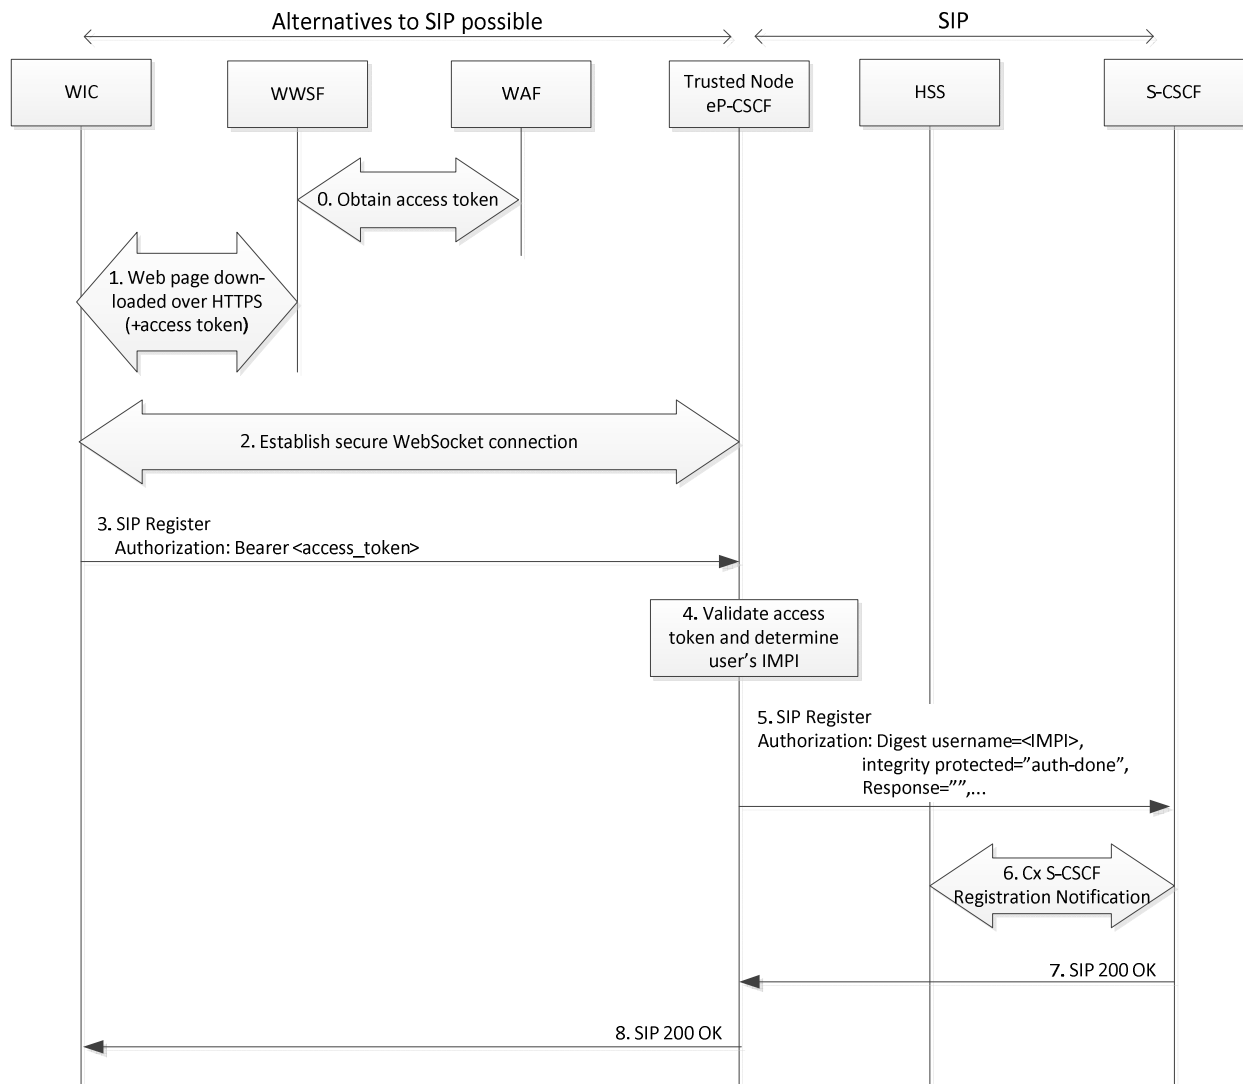 Alternatives to SIP possible
SIP
WIC
WWSF
WAF
Trusted Node
eP-CSCF
HSS
S-CSCF
0. Obtain access token
1. Web page down-
loaded over HTTPS
(+access token)
2. Establish secure WebSocket connection
3. SIP Register
Authorization: Bearer <access_token>
4. Validate access
token and determine
user’s IMPI
5. SIP Register
Authorization: Digest username=<IMPI>,
integrity protected=”auth-done”,
Response=””,...
6. Cx S-CSCF
Registration Notification
7. SIP 200 OK
8. SIP 200 OK